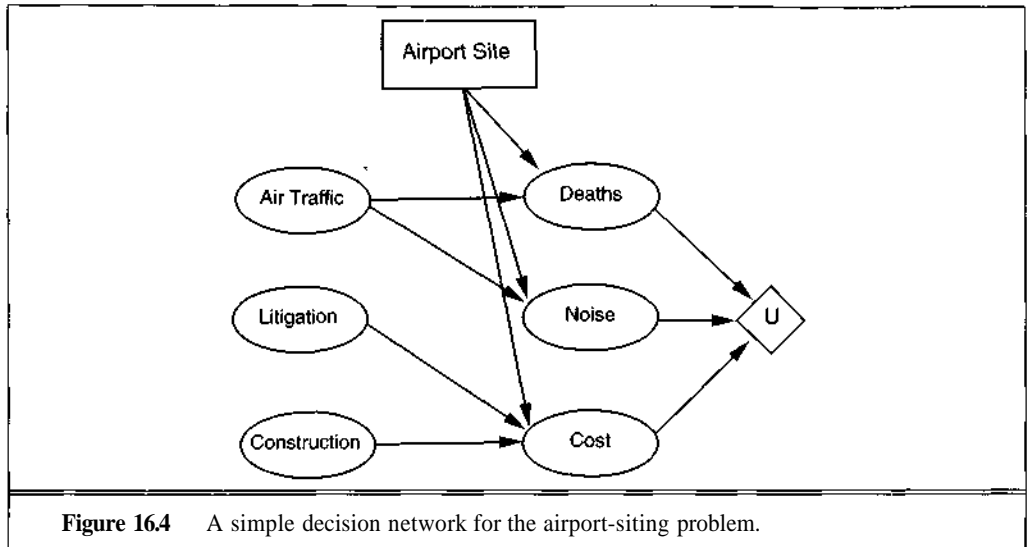 Airport Site
Air Traffic
Deaths
Litigation
Noise
U
Construction
Cost
Figure 16.4 A simple decision network for the airport-siting problem.